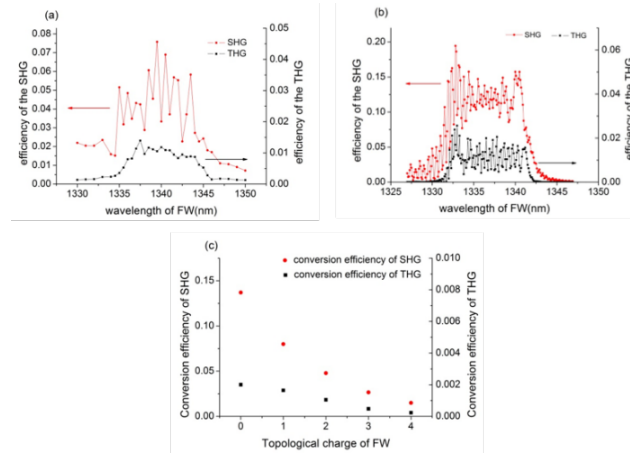 (a)
SHG
THG
efficiency of the SHG
0.08
0.07
0.06
0.05
0.04
0.03
0.02
0.01
0.00
0.05
0.04
0.03
0.02
0.01
0.00
efficiency of the THG
1330 1335 1340 1345 1350
wavelength of FW(nm)
(b)
SHG THG
efficiency of the SHG
0.20
0.15
0.10
0.05
0.00
0.06
0.04
0.02
0.00
efficiency of the THG
1325 1330 1335 1340 1345 1350
wavelength of FW(nm)
(c)
conversion efficiency of SHG
conversion efficiency of THG
Conversion efficiency of SHG
0.15
0.10
0.05
0.00
0.010
0.008
0.006
0.004
0.002
0.000
Conversion efficiency of THG
0 1 2 3 4
Topological charge of FW